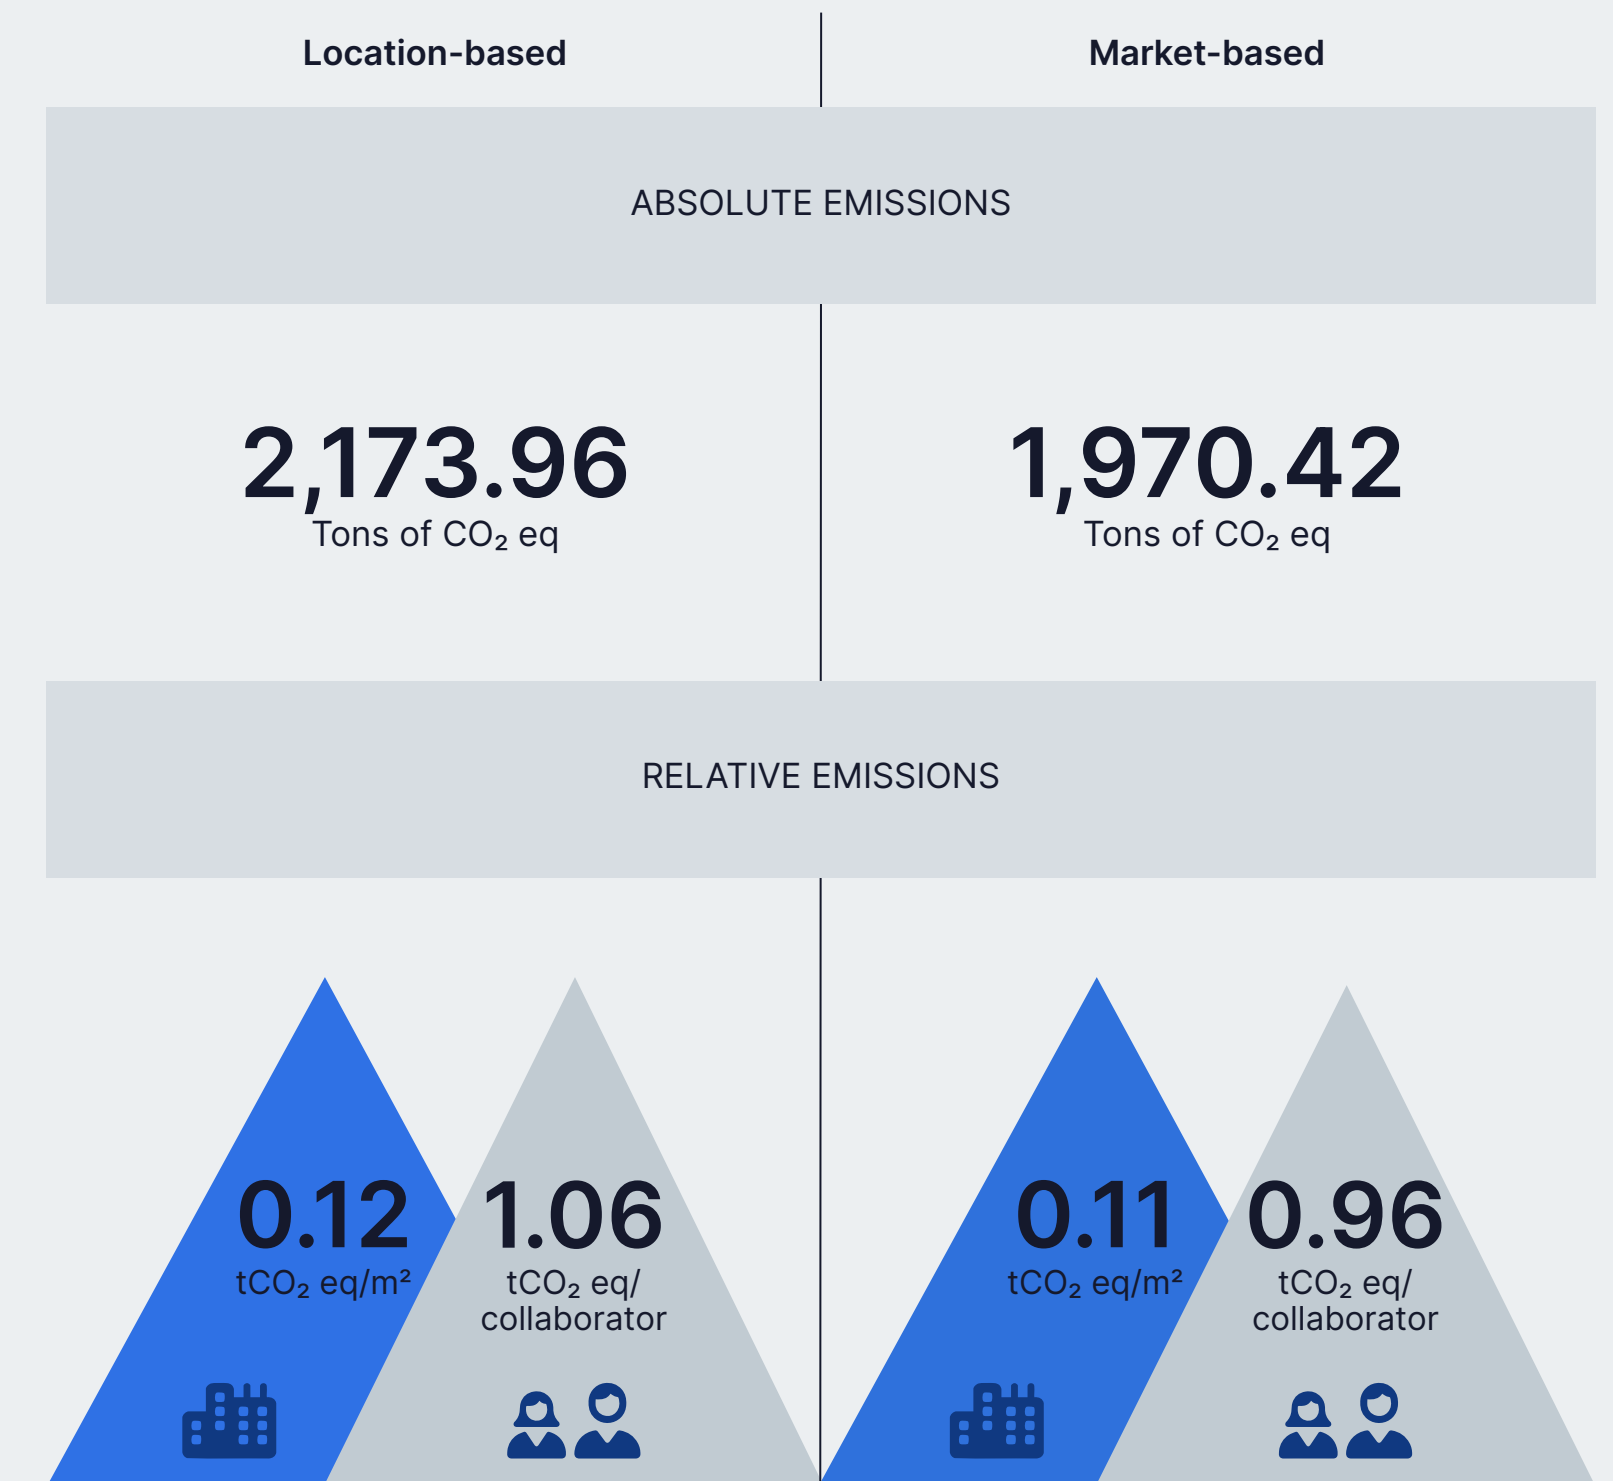 Location-based
Market-based
ABSOLUTE EMISSIONS
2,173.96
Tons of CO₂ eq
1,970.42
Tons of CO₂ eq
RELATIVE EMISSIONS
0.12
tCO₂ eq/m²
1.06
tCO₂ eq/
collaborator
0.11
tCO₂ eq/m²
0.96
tCO₂ eq/
collaborator